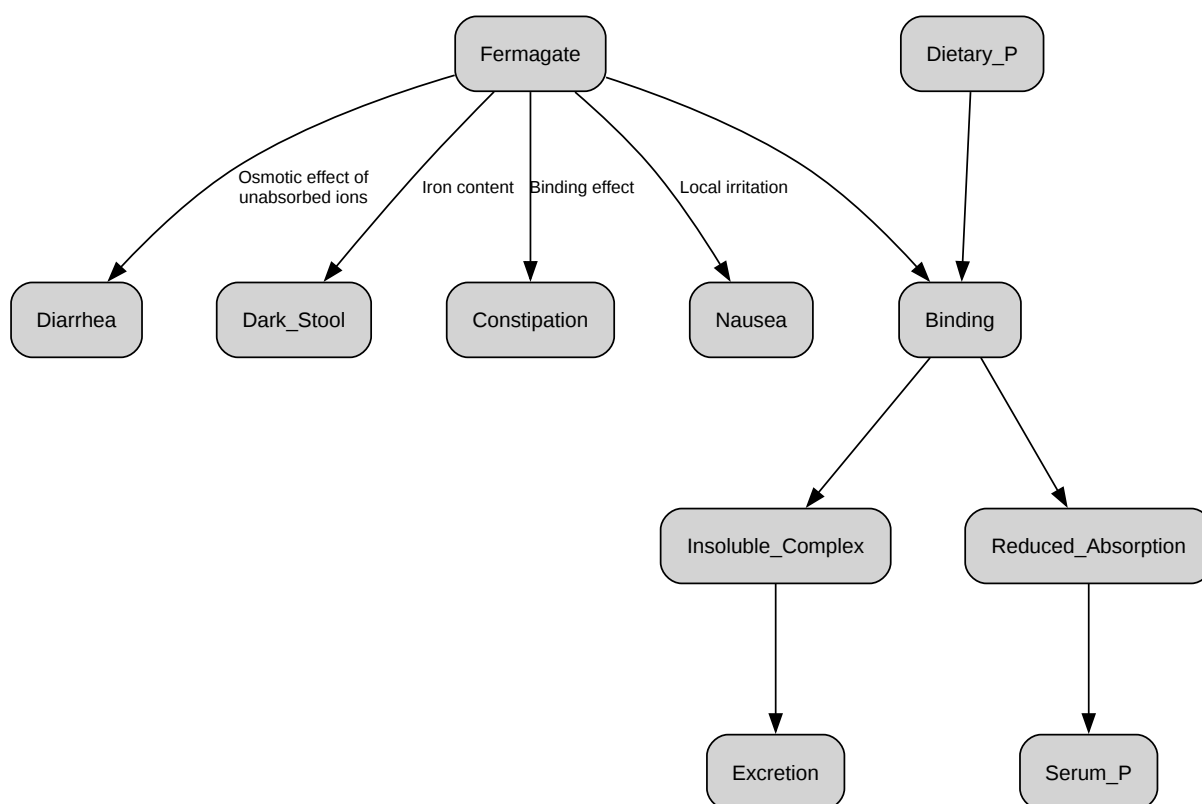 Fermagate
Dietary_P
Osmotic effect of
unabsorbed ions
Iron content
Binding effect
Local irritation
Diarrhea
Dark_Stool
Constipation
Nausea
Binding
Insoluble_Complex
Reduced_Absorption
Excretion
Serum_P